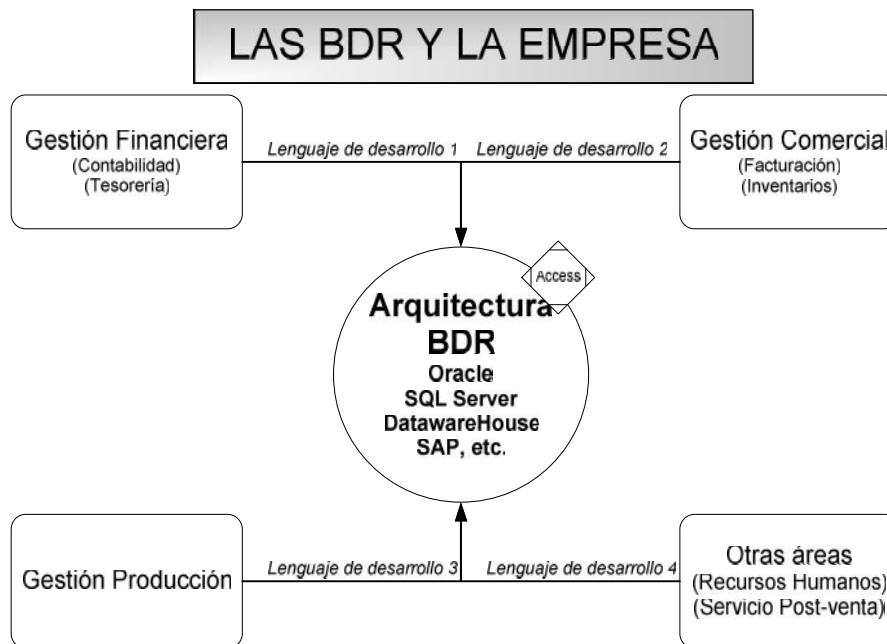 LAS BDR Y LA EMPRESA
Gestión Financiera
(Contabilidad)
(Tesorería)
Lenguaje de desarrollo 1
Lenguaje de desarrollo 2
Gestión Comercial
(Facturación)
(Inventarios)
Access
Arquitectura
BDR
Oracle
SQL Server
DatawareHouse
SAP, etc.
Gestión Producción
Lenguaje de desarrollo 3
Lenguaje de desarrollo 4
Otras áreas
(Recursos Humanos)
(Servicio Post-venta)